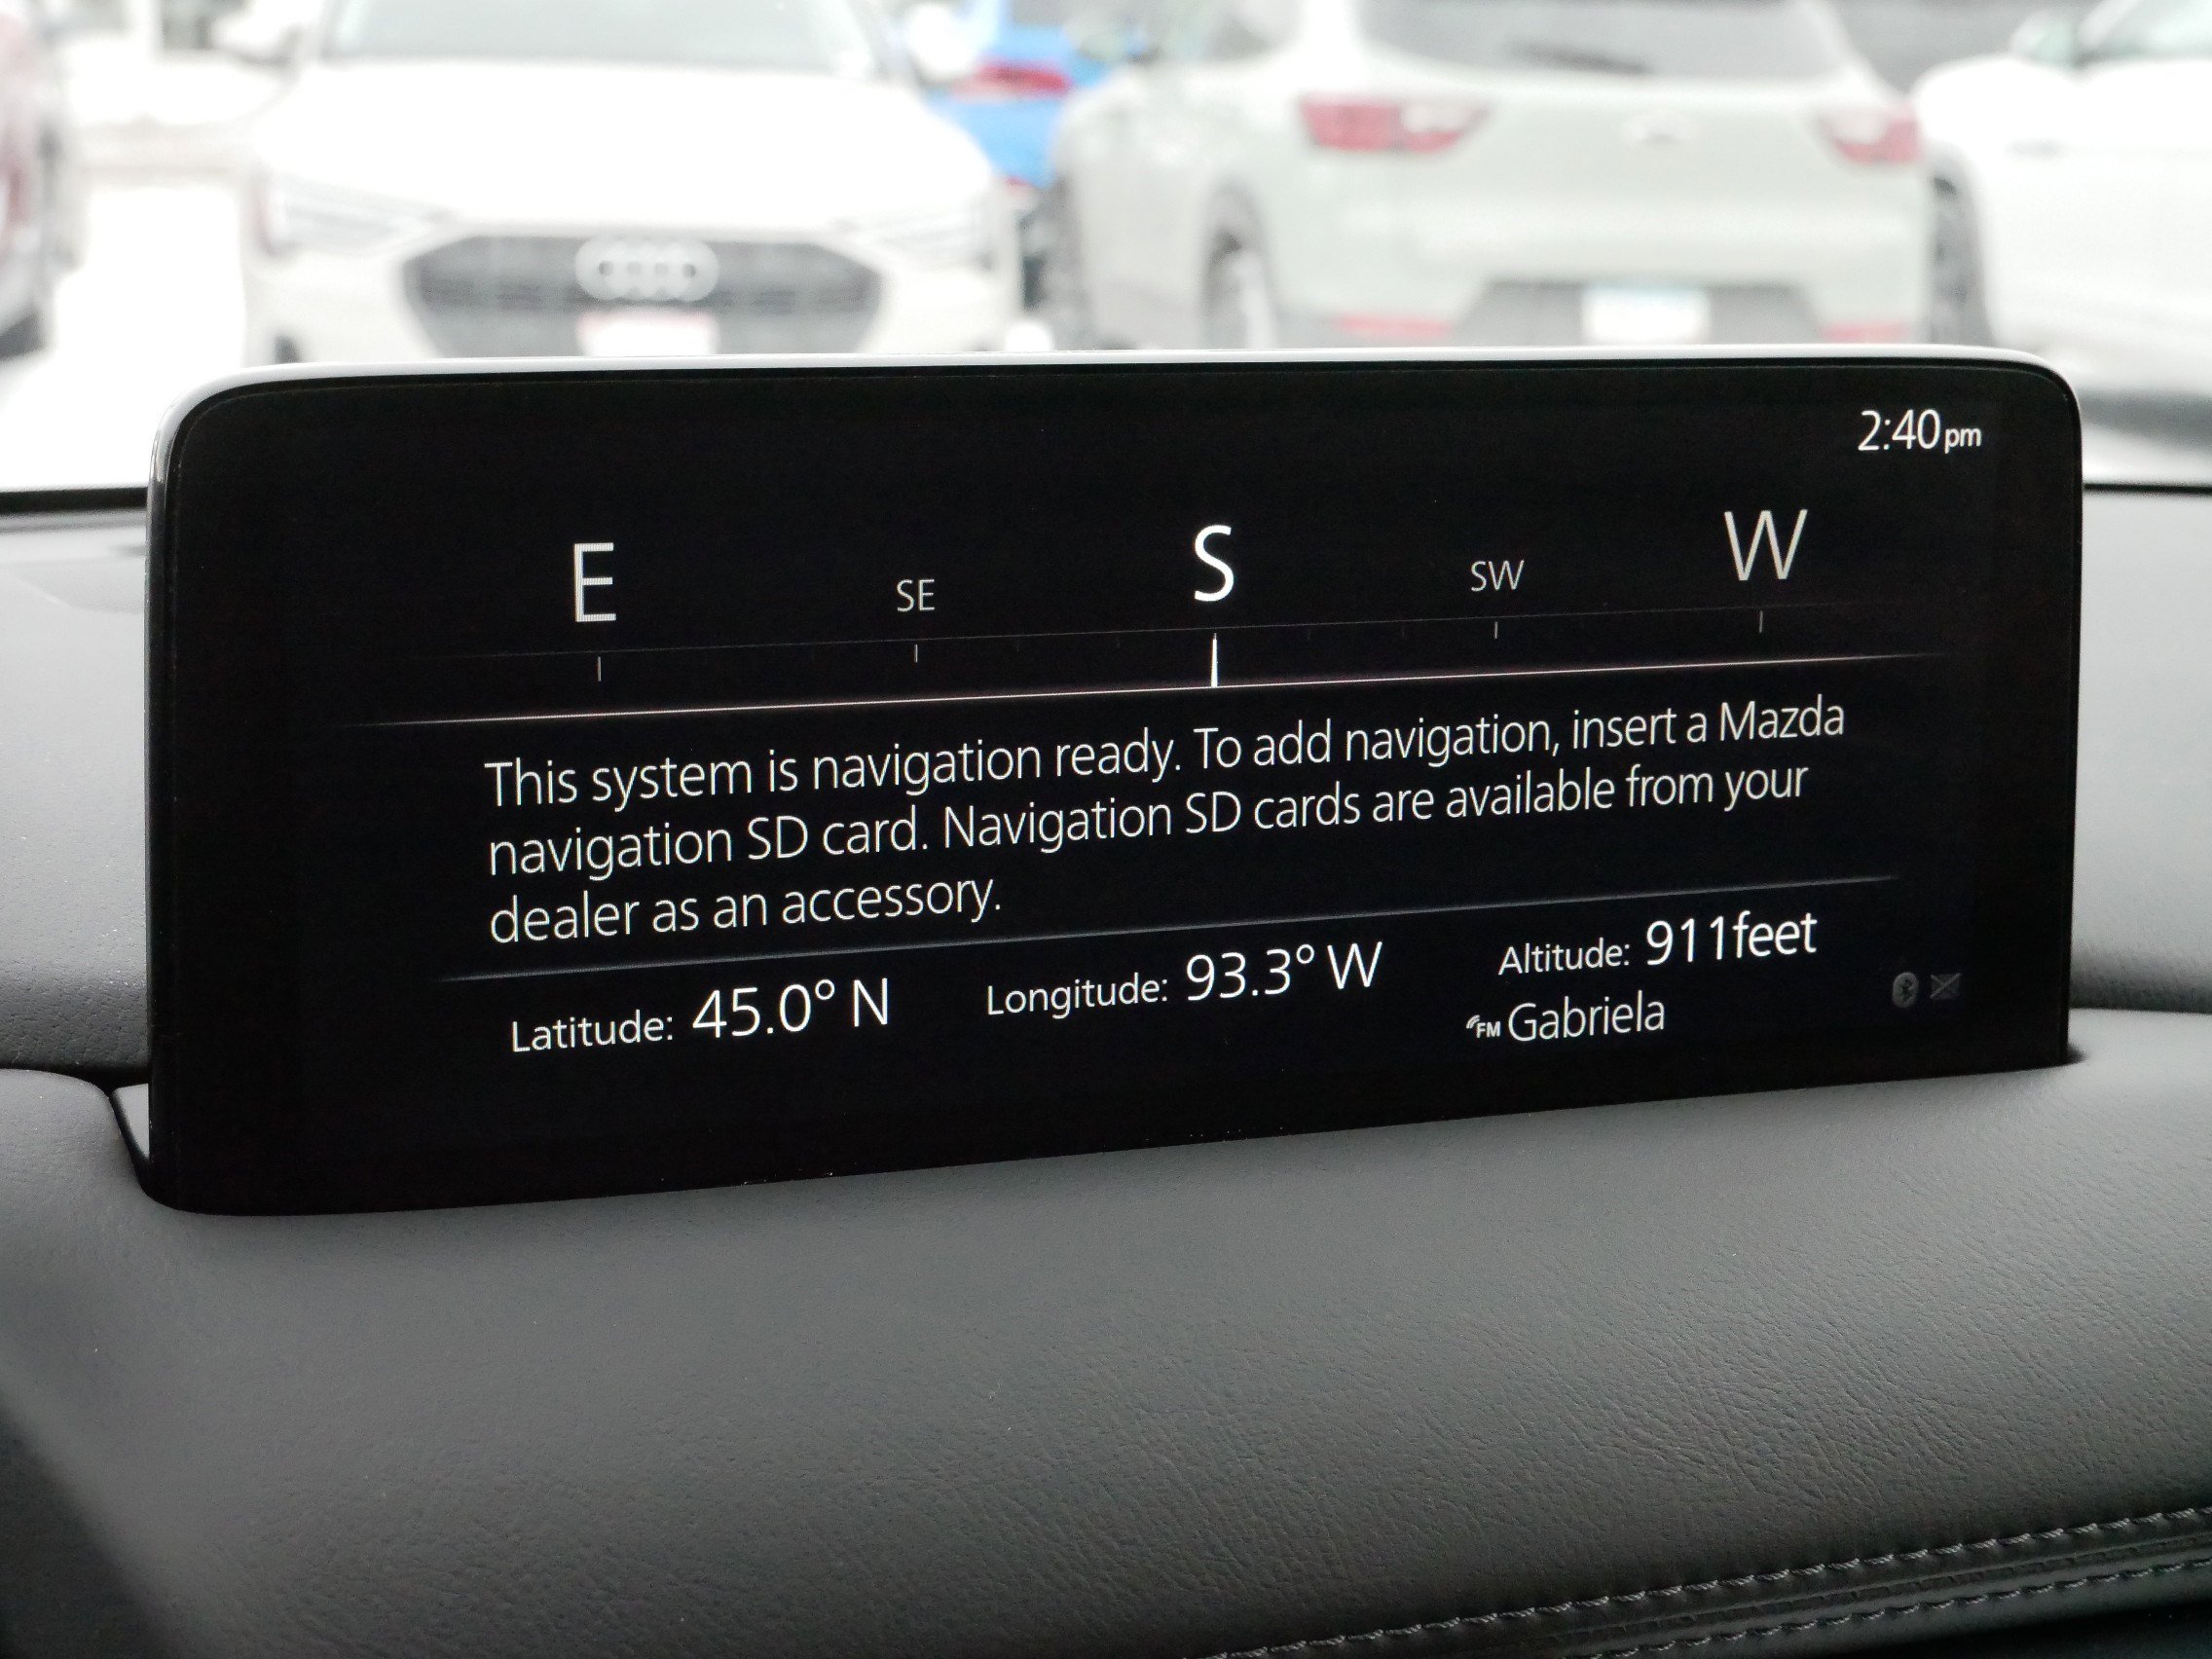 2:40pm
E SE S SW W
This system is navigation ready. To add navigation, insert a Mazda
navigation SD card. Navigation SD cards are available from your
dealer as an accessory.
Latitude: 45.0° N Longitude: 93.3° W Altitude: 911feet
FM Gabriela